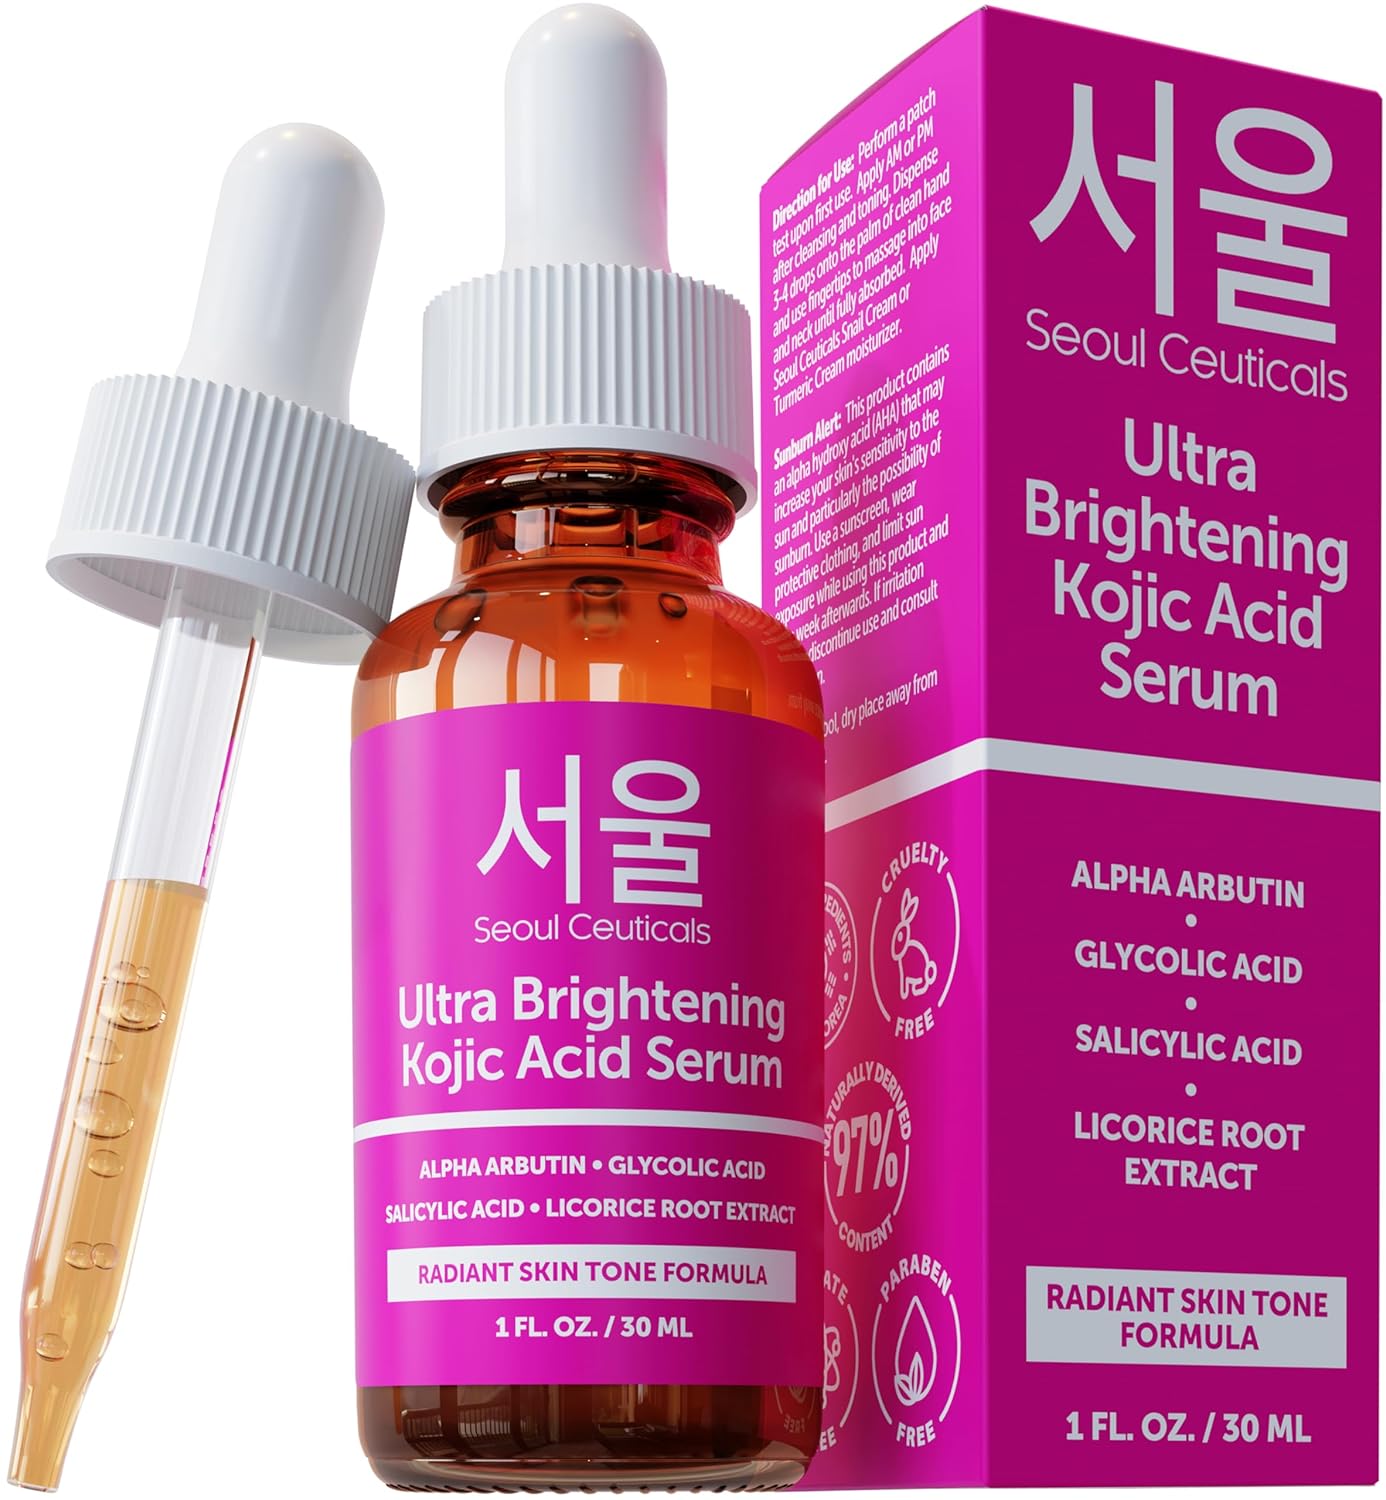 서울
Seoul Ceuticals
Ultra Brightening
Kojic Acid Serum
ALPHA ARBUTIN • GLYCOLIC ACID
SALICYLIC ACID • LICORICE ROOT EXTRACT
RADIANT SKIN TONE FORMULA
1 FL. OZ. / 30 ML
Direction for Use: Perform a patch
test upon first use. Apply AM or PM
after cleansing and toning. Dispense
3-4 drops onto the palm of clean hand
and use fingertips to massage into face
and neck until fully absorbed. Apply
Seoul Ceuticals Snail Cream or
Turmeric Cream moisturizer.
Sunburn Alert: This product contains
an alpha hydroxy acid (AHA) that may
increase your skin's sensitivity to the
sun and particularly the possibility of
sunburn. Use a sunscreen, wear
protective clothing, and limit sun
exposure while using this product and
week afterwards. If irritation
discontinue use and consult
dry place away from
CRUELTY
FREE
NATURALLY DERIVED
97%
CONTENT
PARABEN
FREE
서울
Seoul Ceuticals
Ultra
Brightening
Kojic Acid
Serum
ALPHA ARBUTIN
•
GLYCOLIC ACID
•
SALICYLIC ACID
•
LICORICE ROOT
EXTRACT
RADIANT SKIN TONE
FORMULA
1 FL. OZ. / 30 ML